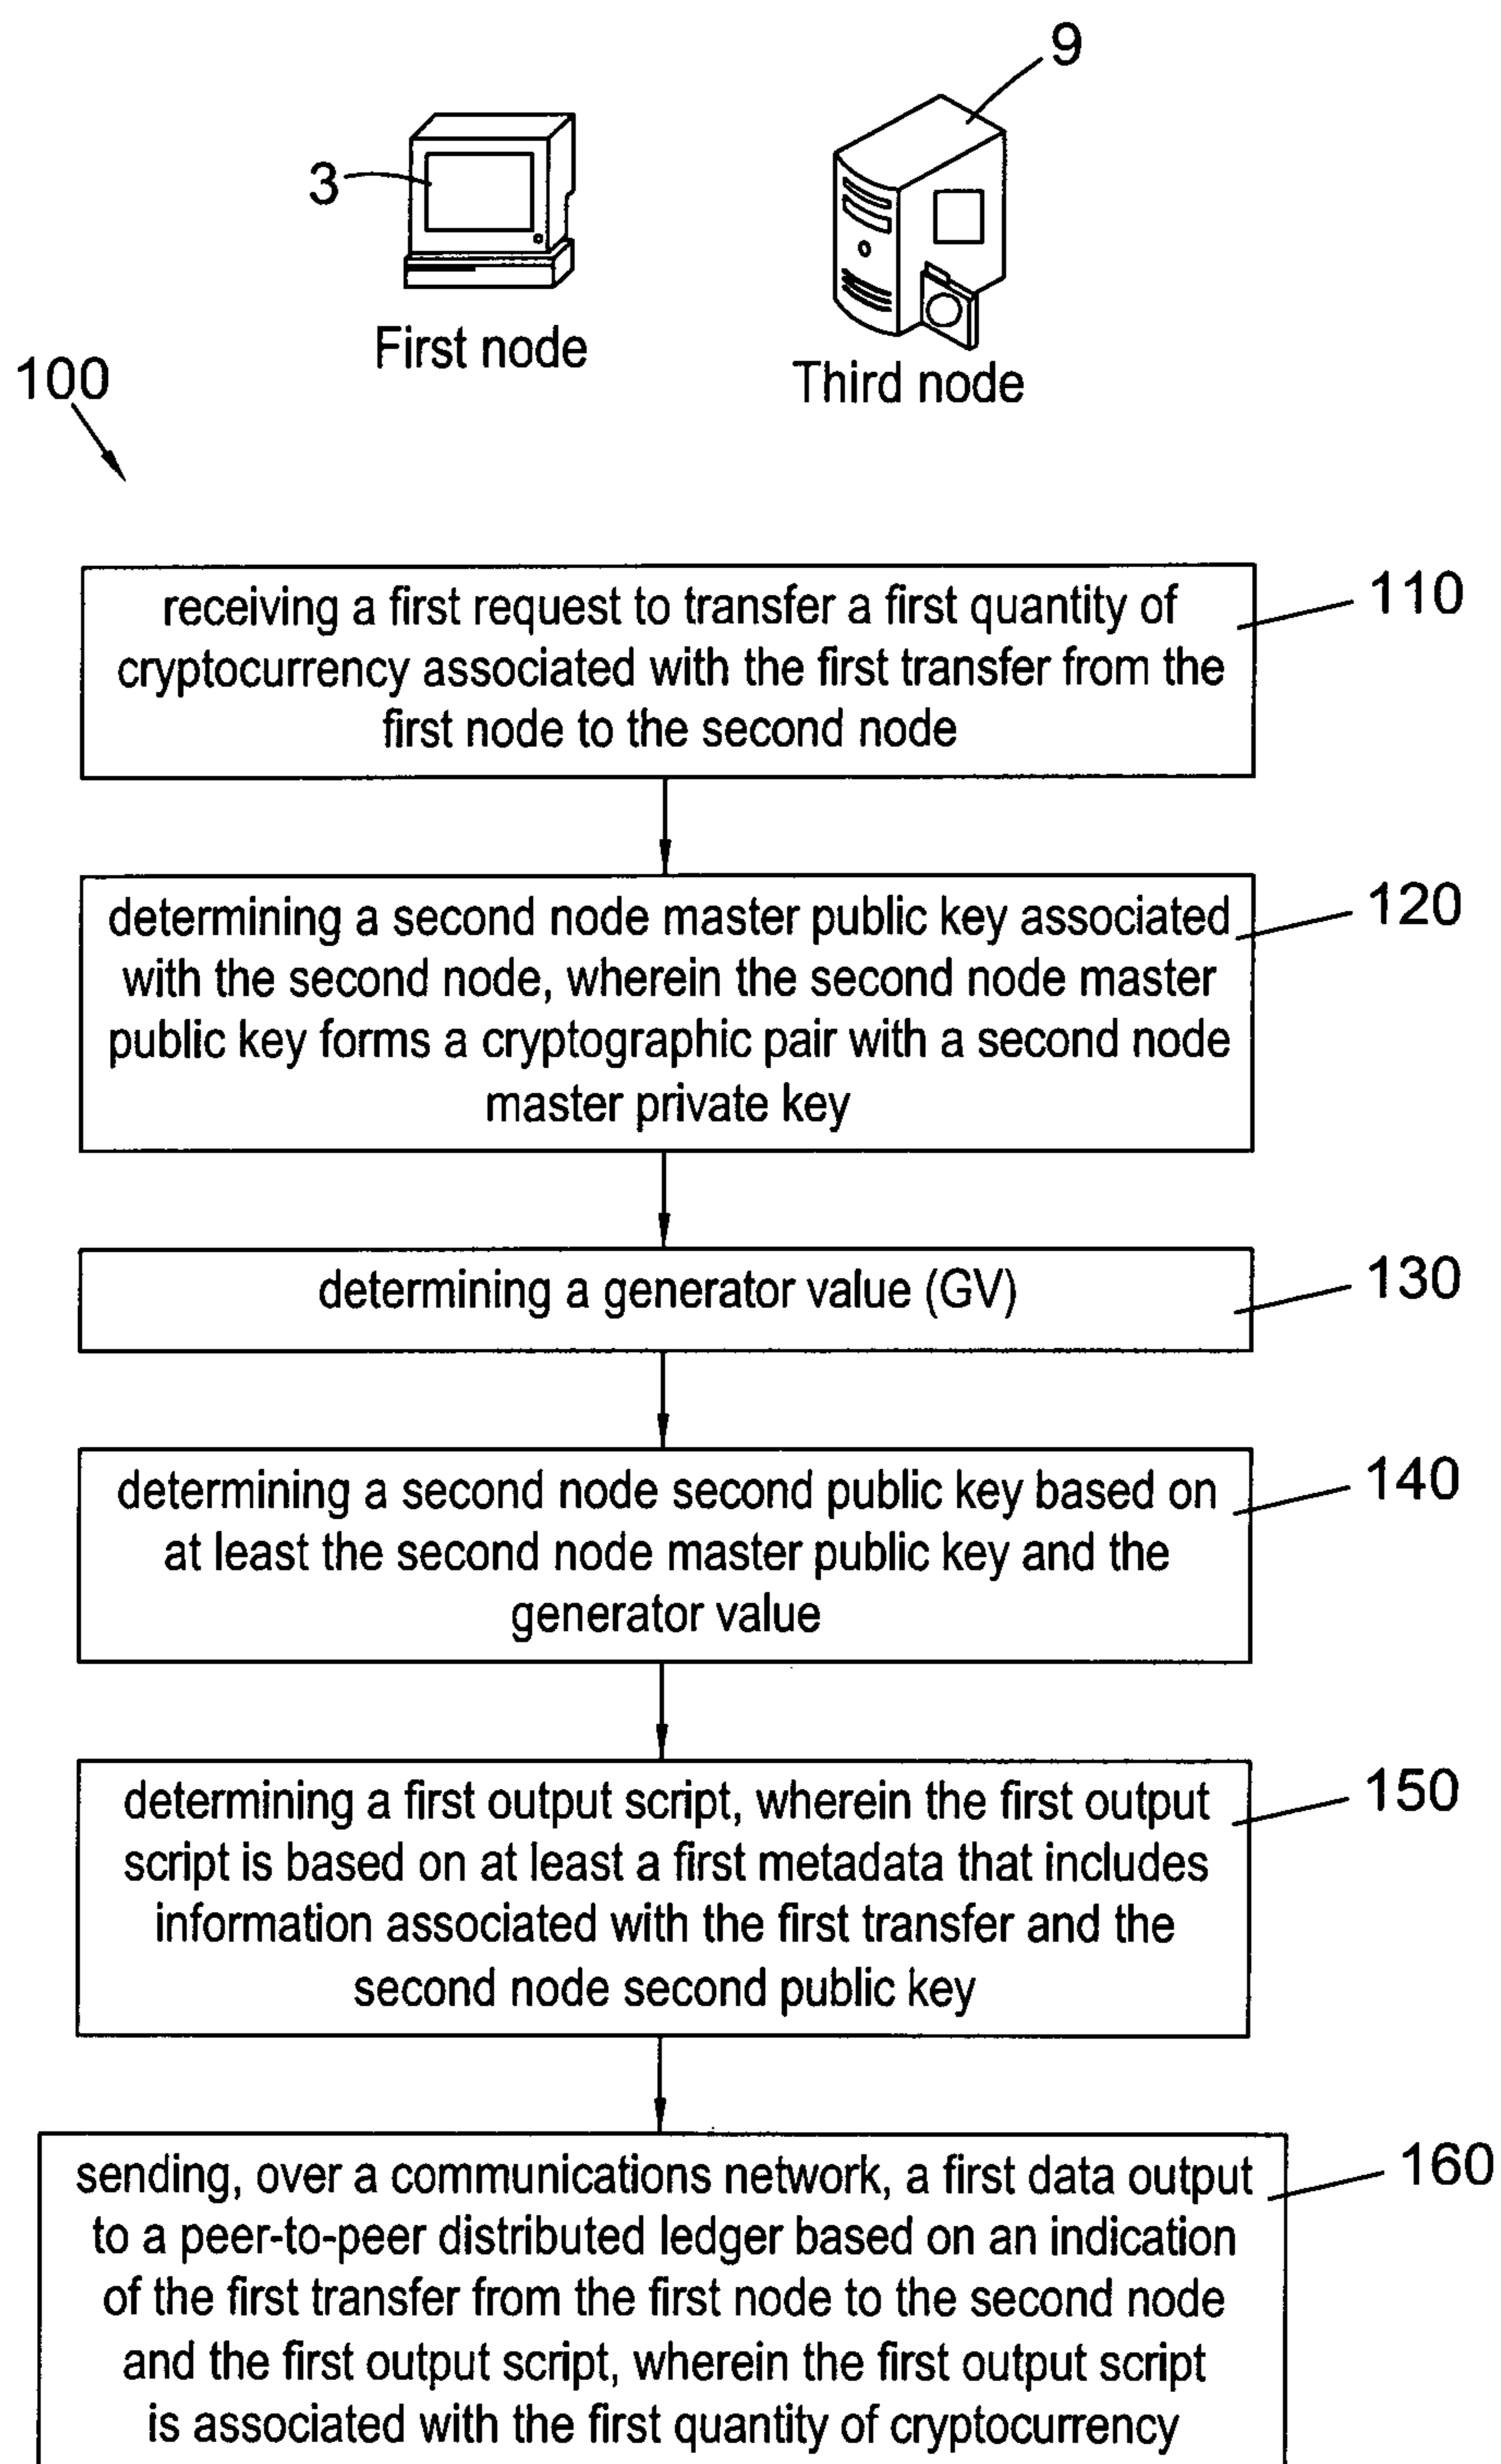 9
3
First node
Third node
100
receiving a first request to transfer a first quantity of
cryptocurrency associated with the first transfer from the
first node to the second node
110
determining a second node master public key associated
with the second node, wherein the second node master
public key forms a cryptographic pair with a second node
master private key
120
determining a generator value (GV)
130
determining a second node second public key based on
at least the second node master public key and the
generator value
140
determining a first output script, wherein the first output
script is based on at least a first metadata that includes
information associated with the first transfer and the
second node second public key
150
sending, over a communications network, a first data output
to a peer-to-peer distributed ledger based on an indication
of the first transfer from the first node to the second node
and the first output script, wherein the first output script
is associated with the first quantity of cryptocurrency
160